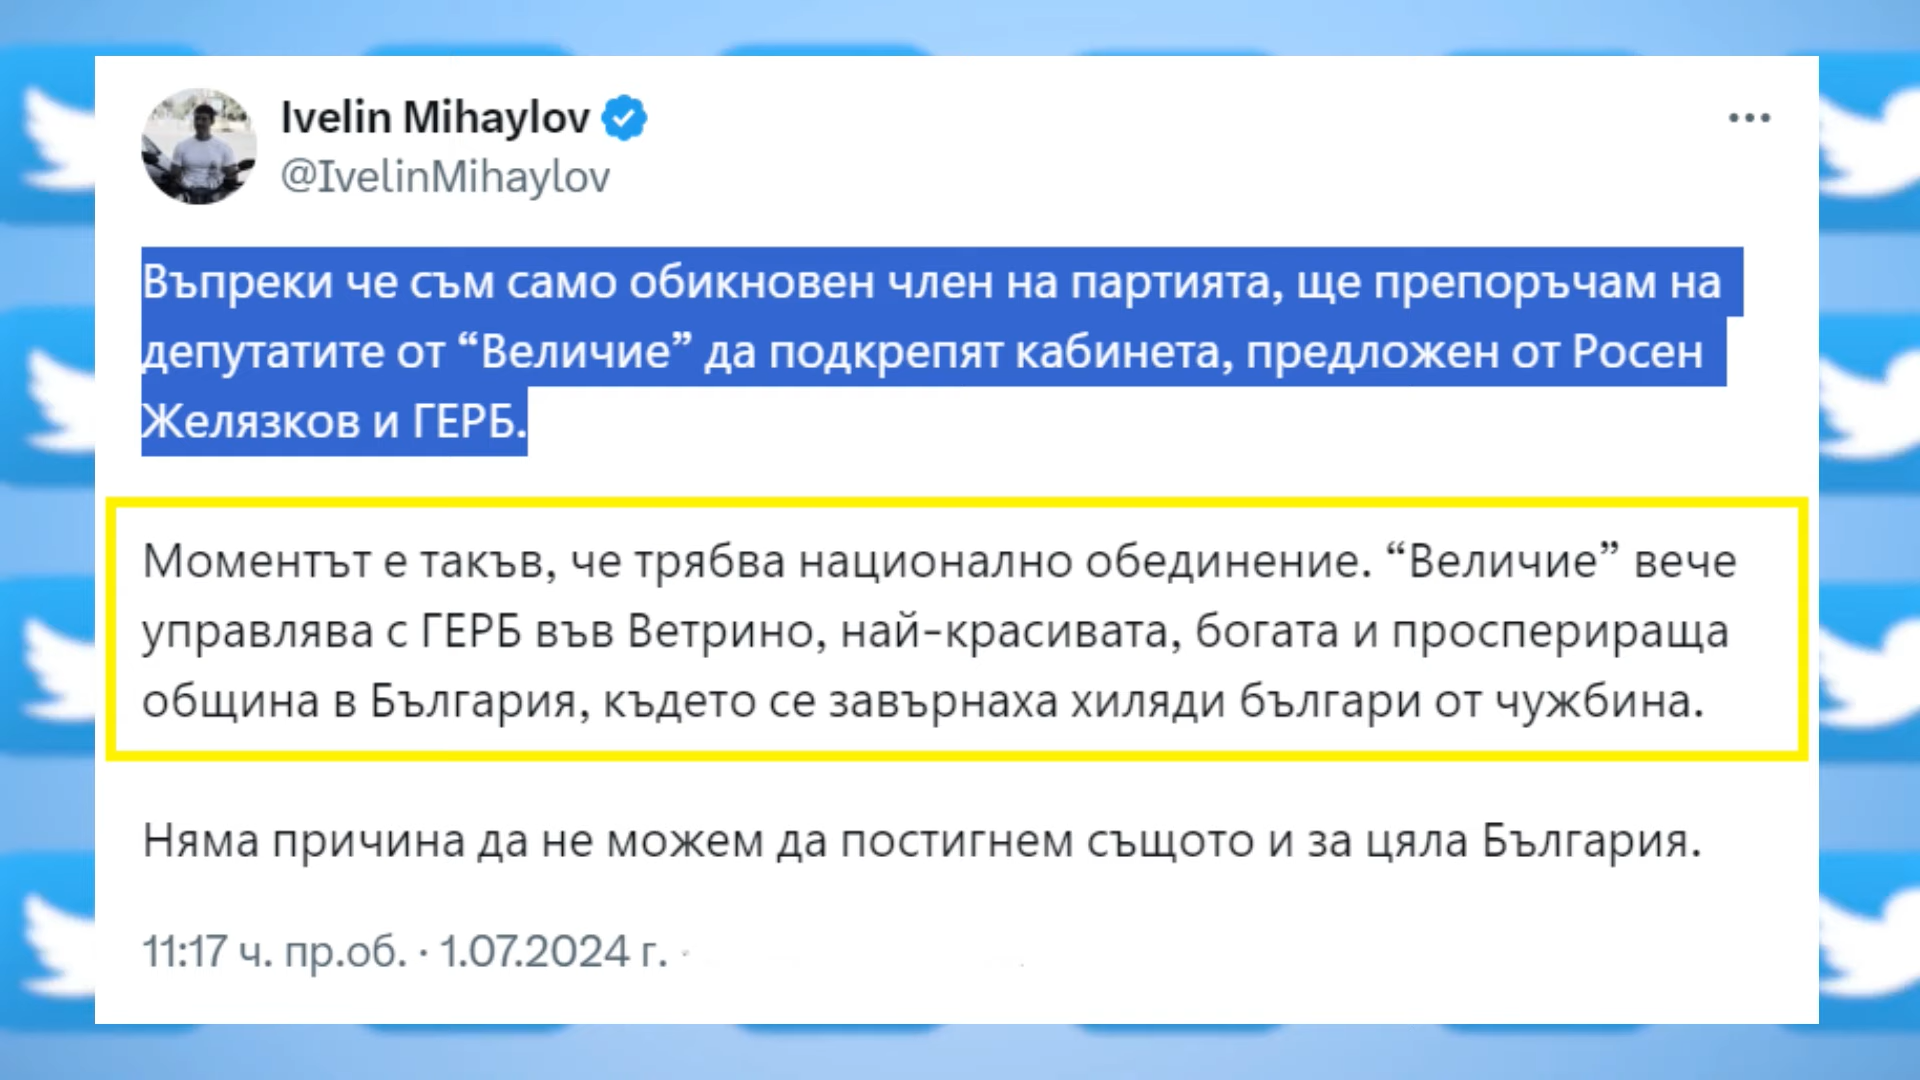 Ivelin Mihaylov
@IvelinMihaylov
Въпреки че съм само обикновен член на партията, ще препоръчам на
депутатите от “Величие” да подкрепят кабинета, предложен от Росен
Желязков и ГЕРБ.
Моментът е такъв, че трябва национално обединение. “Величие” вече
управлява с ГЕРБ във Ветрино, най-красивата, богата и просперираща
община в България, където се завърнаха хиляди българи от чужбина.
Няма причина да не можем да постигнем същото и за цяла България.
11:17 ч. пр.об. · 1.07.2024 г. ·